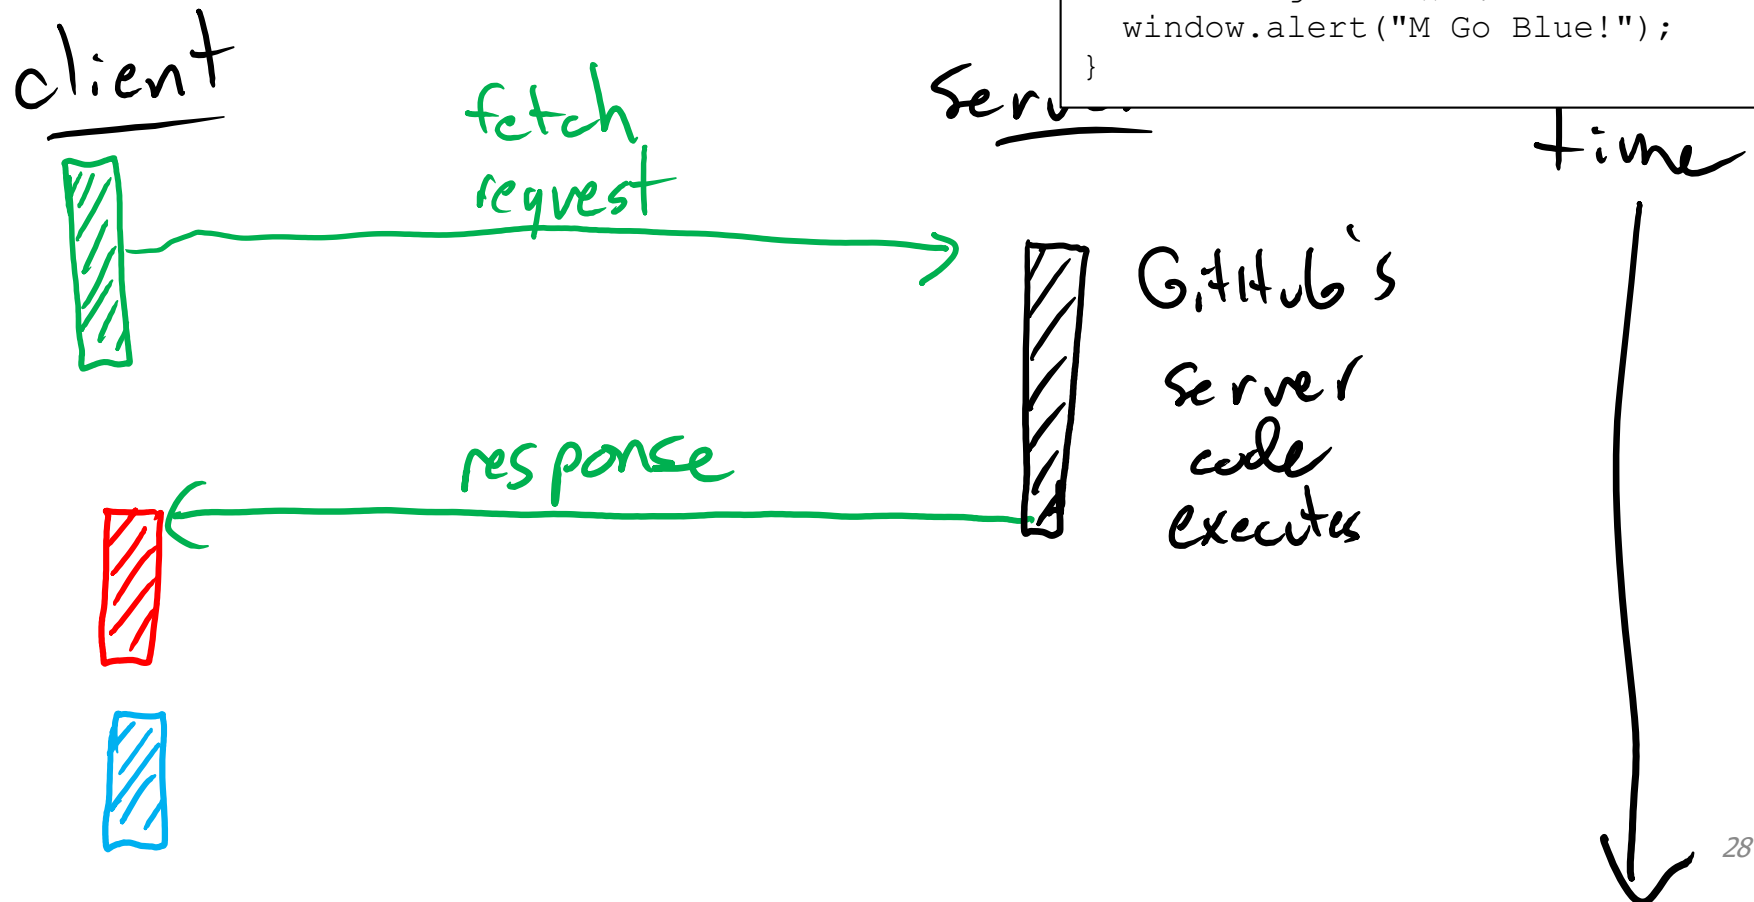 window.alert("M Go Blue!");
}
client
time
fetch
request
GitHub's
server
code
executes
response
28